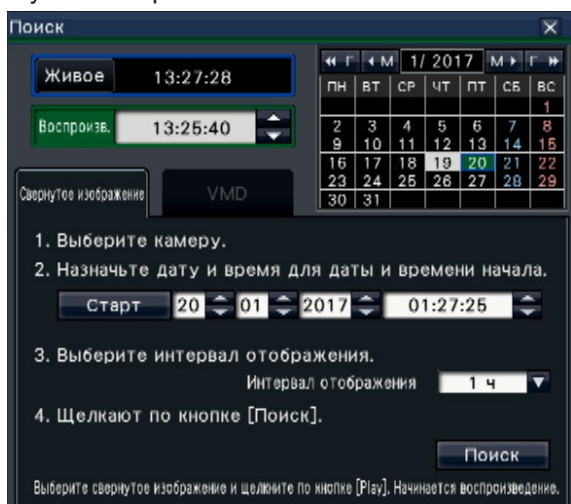 Поиск
Живое 13:27:28
Воспроизв. 13:25:40
Г М 1/ 2017 М Г
ПН ВТ СР ЧТ ПТ СБ ВС
1
2 3 4 5 6 7 8
9 10 11 12 13 14 15
16 17 18 19 20 21 22
23 24 25 26 27 28 29
30 31
Свернутое изображение VMD
1. Выберите камеру.
2. Назначьте дату и время для даты и времени начала.
Старт 20 01 2017 01:27:25
3. Выберите интервал отображения.
Интервал отображения 1 ч
4. Щелкают по кнопке [Поиск].
Поиск
Выберите свернутое изображение и щелкните по кнопке [Play]. Начинается воспроизведение.